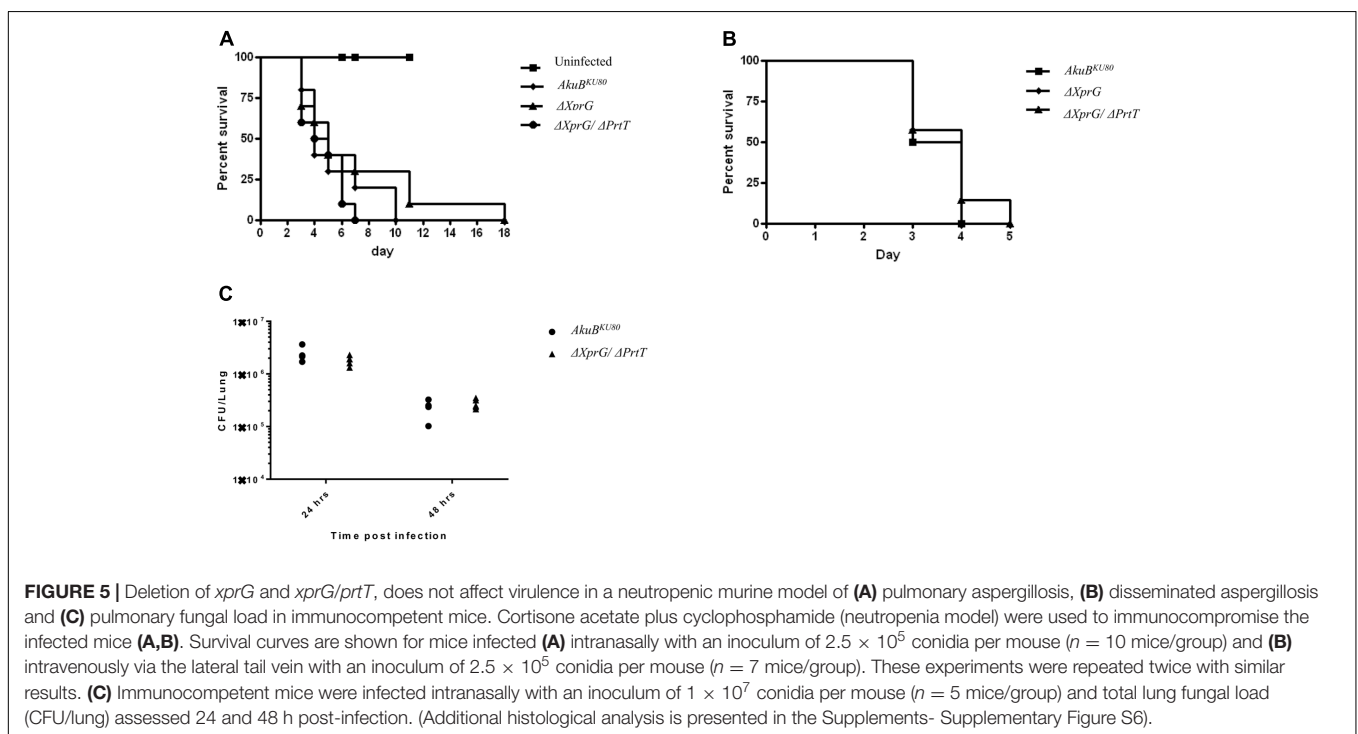 A
Percent survival
100
75
50
25
0
0 2 4 6 8 10 12 14 16 18
day
Uninfected
AkuB^KU80
ΔXprG
ΔXprG/ ΔPrtT
B
Percent survival
100
75
50
25
0
0 1 2 3 4 5
Day
AkuB^KU80
ΔXprG
ΔXprG/ ΔPrtT
C
CFU/Lung
1✖10^7
1✖10^6
1✖10^5
1✖10^4
24 hrs
48 hrs
Time post infection
AkuB^KU80
ΔXprG/ ΔPrtT
FIGURE 5 | Deletion of xprG and xprG/prtT, does not affect virulence in a neutropenic murine model of (A) pulmonary aspergillosis, (B) disseminated aspergillosis
and (C) pulmonary fungal load in immunocompetent mice. Cortisone acetate plus cyclophosphamide (neutropenia model) were used to immunocompromise the
infected mice (A,B). Survival curves are shown for mice infected (A) intranasally with an inoculum of 2.5 × 10^5 conidia per mouse (n = 10 mice/group) and (B)
intravenously via the lateral tail vein with an inoculum of 2.5 × 10^5 conidia per mouse (n = 7 mice/group). These experiments were repeated twice with similar
results. (C) Immunocompetent mice were infected intranasally with an inoculum of 1 × 10^7 conidia per mouse (n = 5 mice/group) and total lung fungal load
(CFU/lung) assessed 24 and 48 h post-infection. (Additional histological analysis is presented in the Supplements- Supplementary Figure S6).